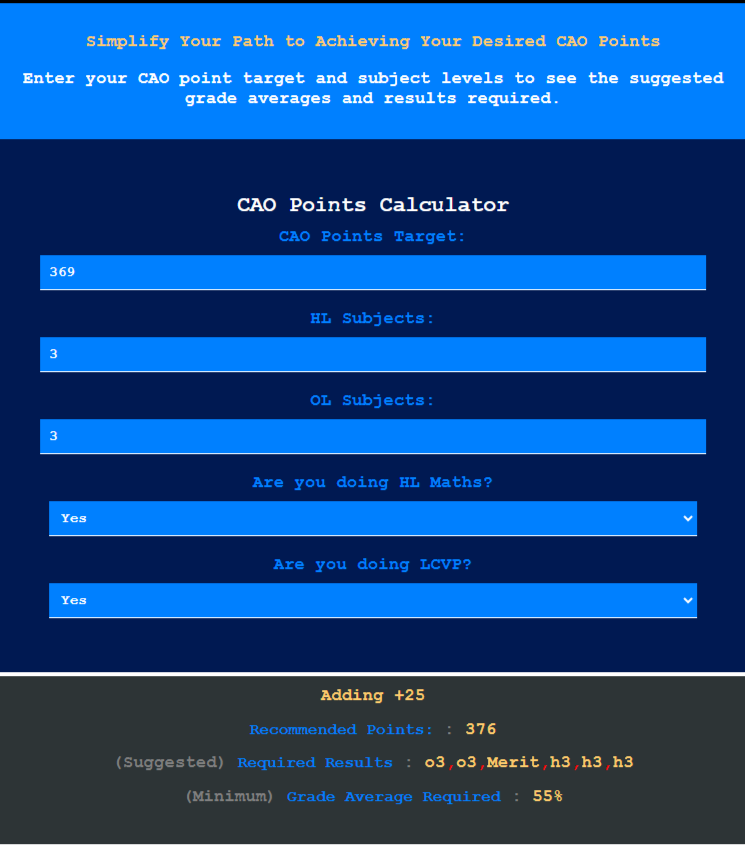 Simplify Your Path to Achieving Your Desired CAO Points
Enter your CAO point target and subject levels to see the suggested
grade averages and results required.
CAO Points Calculator
CAO Points Target:
369
HL Subjects:
3
OL Subjects:
3
Are you doing HL Maths?
Yes
Are you doing LCVP?
Yes
Adding +25
Recommended Points: : 376
(Suggested) Required Results : o3,o3,Merit,h3,h3,h3
(Minimum) Grade Average Required : 55%